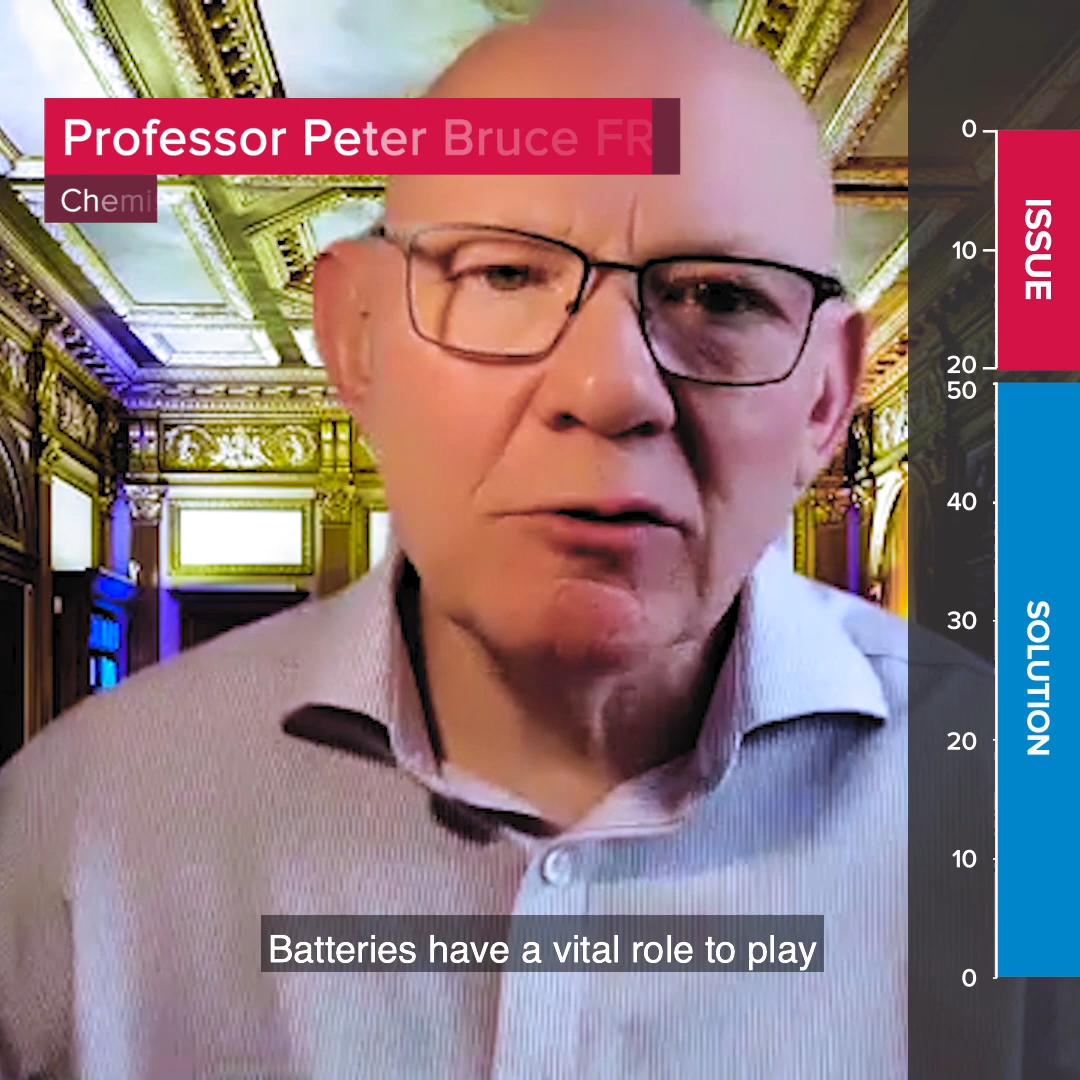 Professor Peter Bruce FR
Chemi
0
10
20
ISSUE
50
40
30
20
10
0
SOLUTION
Batteries have a vital role to play